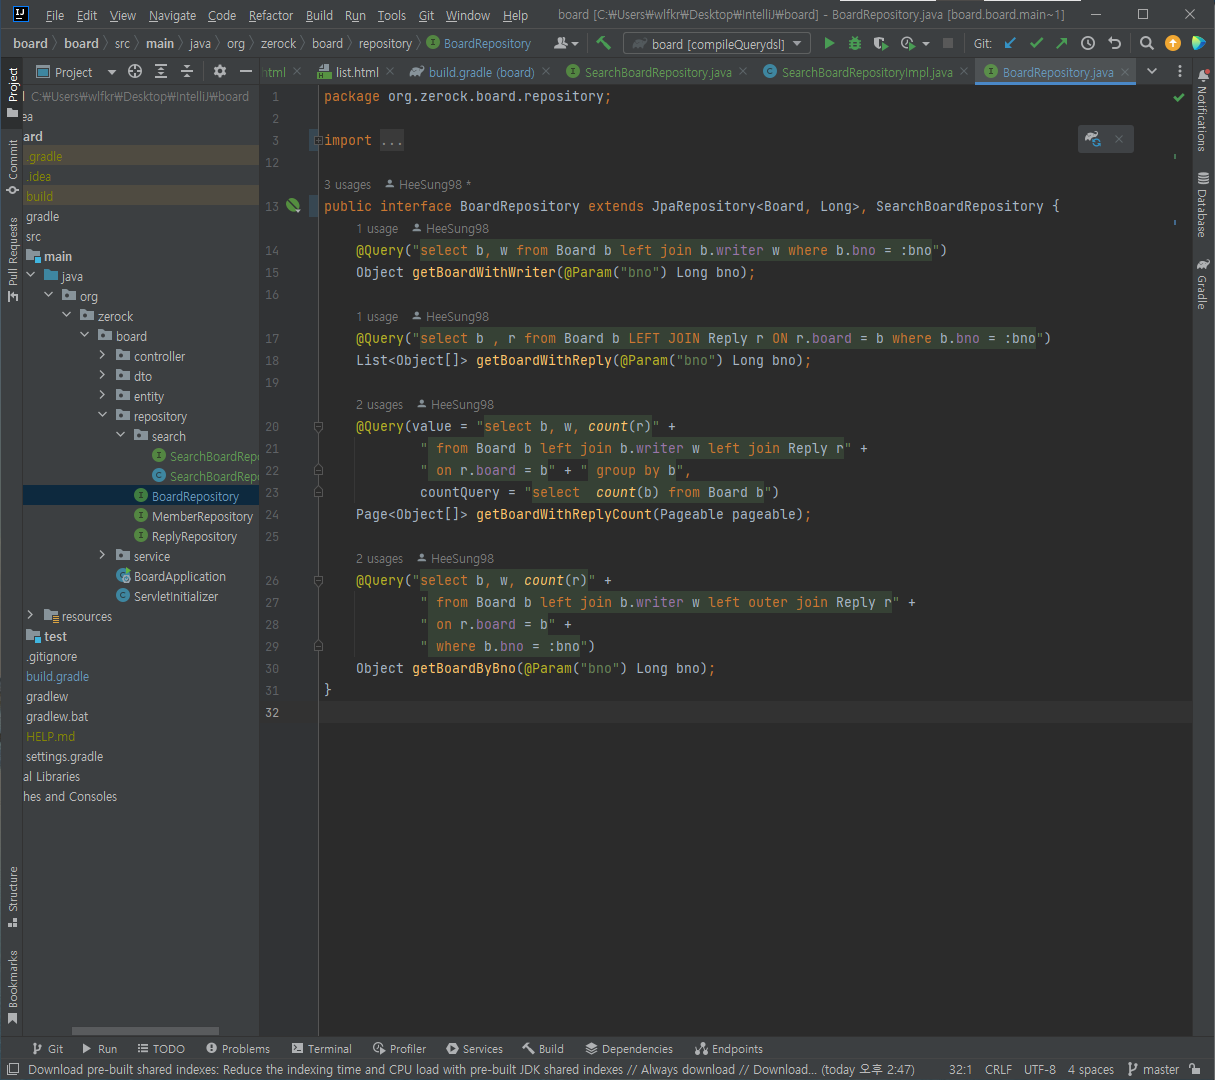 File Edit View Navigate Code Refactor Build Run Tools Git Window Help board [C:₩Users₩wlfkr₩Desktop₩IntelliJ₩board] - BoardRepository.java [board.board.main~1]
board board src main java org zerock board repository BoardRepository board [compileQuerydsl] Git:
Project html list.html build.gradle (board) SearchBoardRepository.java SearchBoardRepositoryImpl.java BoardRepository.java
C:₩Users₩wlfkr₩Desktop₩IntelliJ₩board
ea
ard
.gradle
.idea
build
gradle
src
main
java
org
zerock
board
controller
dto
entity
repository
search
SearchBoardRepo
SearchBoardRepo
BoardRepository
MemberRepository
ReplyRepository
service
BoardApplication
ServletInitializer
resources
test
.gitignore
build.gradle
gradlew
gradlew.bat
HELP.md
settings.gradle
al Libraries
hes and Consoles
Project
Commit
Pull Requests
Structure
Bookmarks
1 package org.zerock.board.repository;
2
3 import ...
12
3 usages HeeSung98 *
13 public interface BoardRepository extends JpaRepository<Board, Long>, SearchBoardRepository {
1 usage HeeSung98
14 @Query("select b, w from Board b left join b.writer w where b.bno = :bno")
15 Object getBoardWithWriter(@Param("bno") Long bno);
16
1 usage HeeSung98
17 @Query("select b , r from Board b LEFT JOIN Reply r ON r.board = b where b.bno = :bno")
18 List<Object[]> getBoardWithReply(@Param("bno") Long bno);
19
2 usages HeeSung98
20 @Query(value = "select b, w, count(r)" +
21 " from Board b left join b.writer w left join Reply r" +
22 " on r.board = b" + " group by b",
23 countQuery = "select  count(b) from Board b")
24 Page<Object[]> getBoardWithReplyCount(Pageable pageable);
25
2 usages HeeSung98
26 @Query("select b, w, count(r)" +
27 " from Board b left join b.writer w left outer join Reply r" +
28 " on r.board = b" +
29 " where b.bno = :bno")
30 Object getBoardByBno(@Param("bno") Long bno);
31 }
32
Notifications
Database
Gradle
Git Run TODO Problems Terminal Profiler Services Build Dependencies Endpoints
Download pre-built shared indexes: Reduce the indexing time and CPU load with pre-built JDK shared indexes // Always download // Download... (today 오후 2:47) 32:1 CRLF UTF-8 4 spaces master